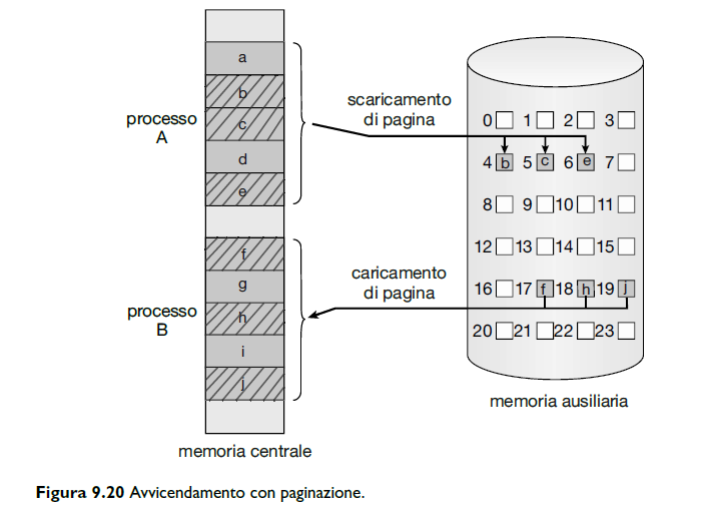 a
b
c
processo
A
d
e
f
g
processo
B
h
i
j
memoria centrale
scaricamento
di pagina
caricamento
di pagina
0 1 2 3
4 b 5 c 6 e 7
8 9 10 11
12 13 14 15
16 17 f 18 h 19 j
20 21 22 23
memoria ausiliaria
Figura 9.20 Avvicendamento con paginazione.